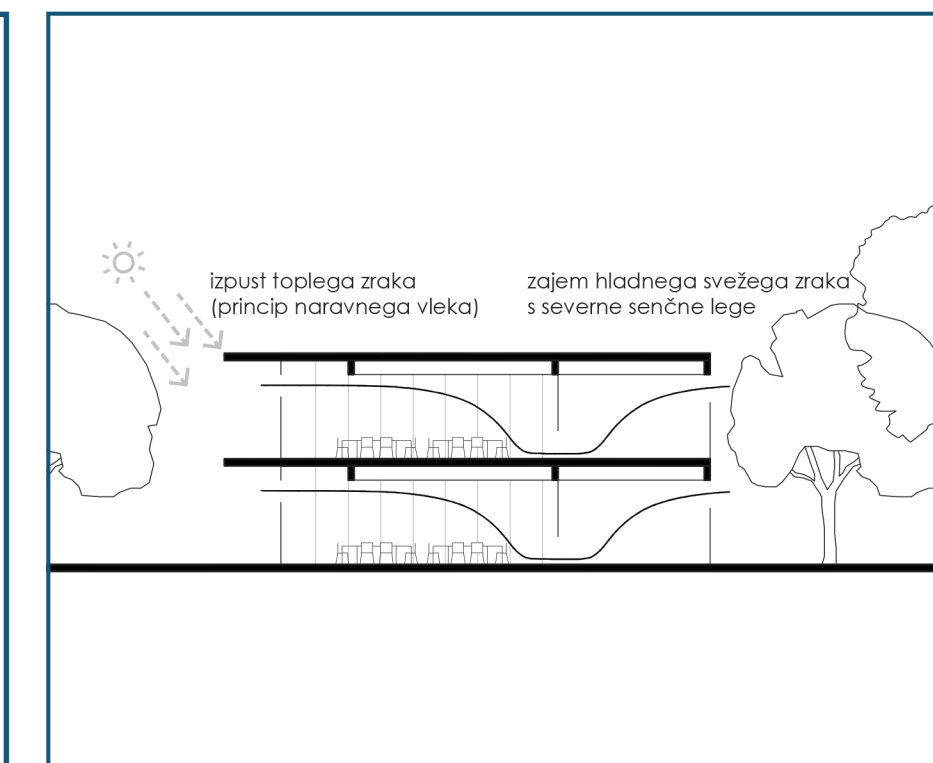 izpust toplega zraka
(princip naravnega vleka)
zajem hladnega svežega zraka
s severne senčne lege